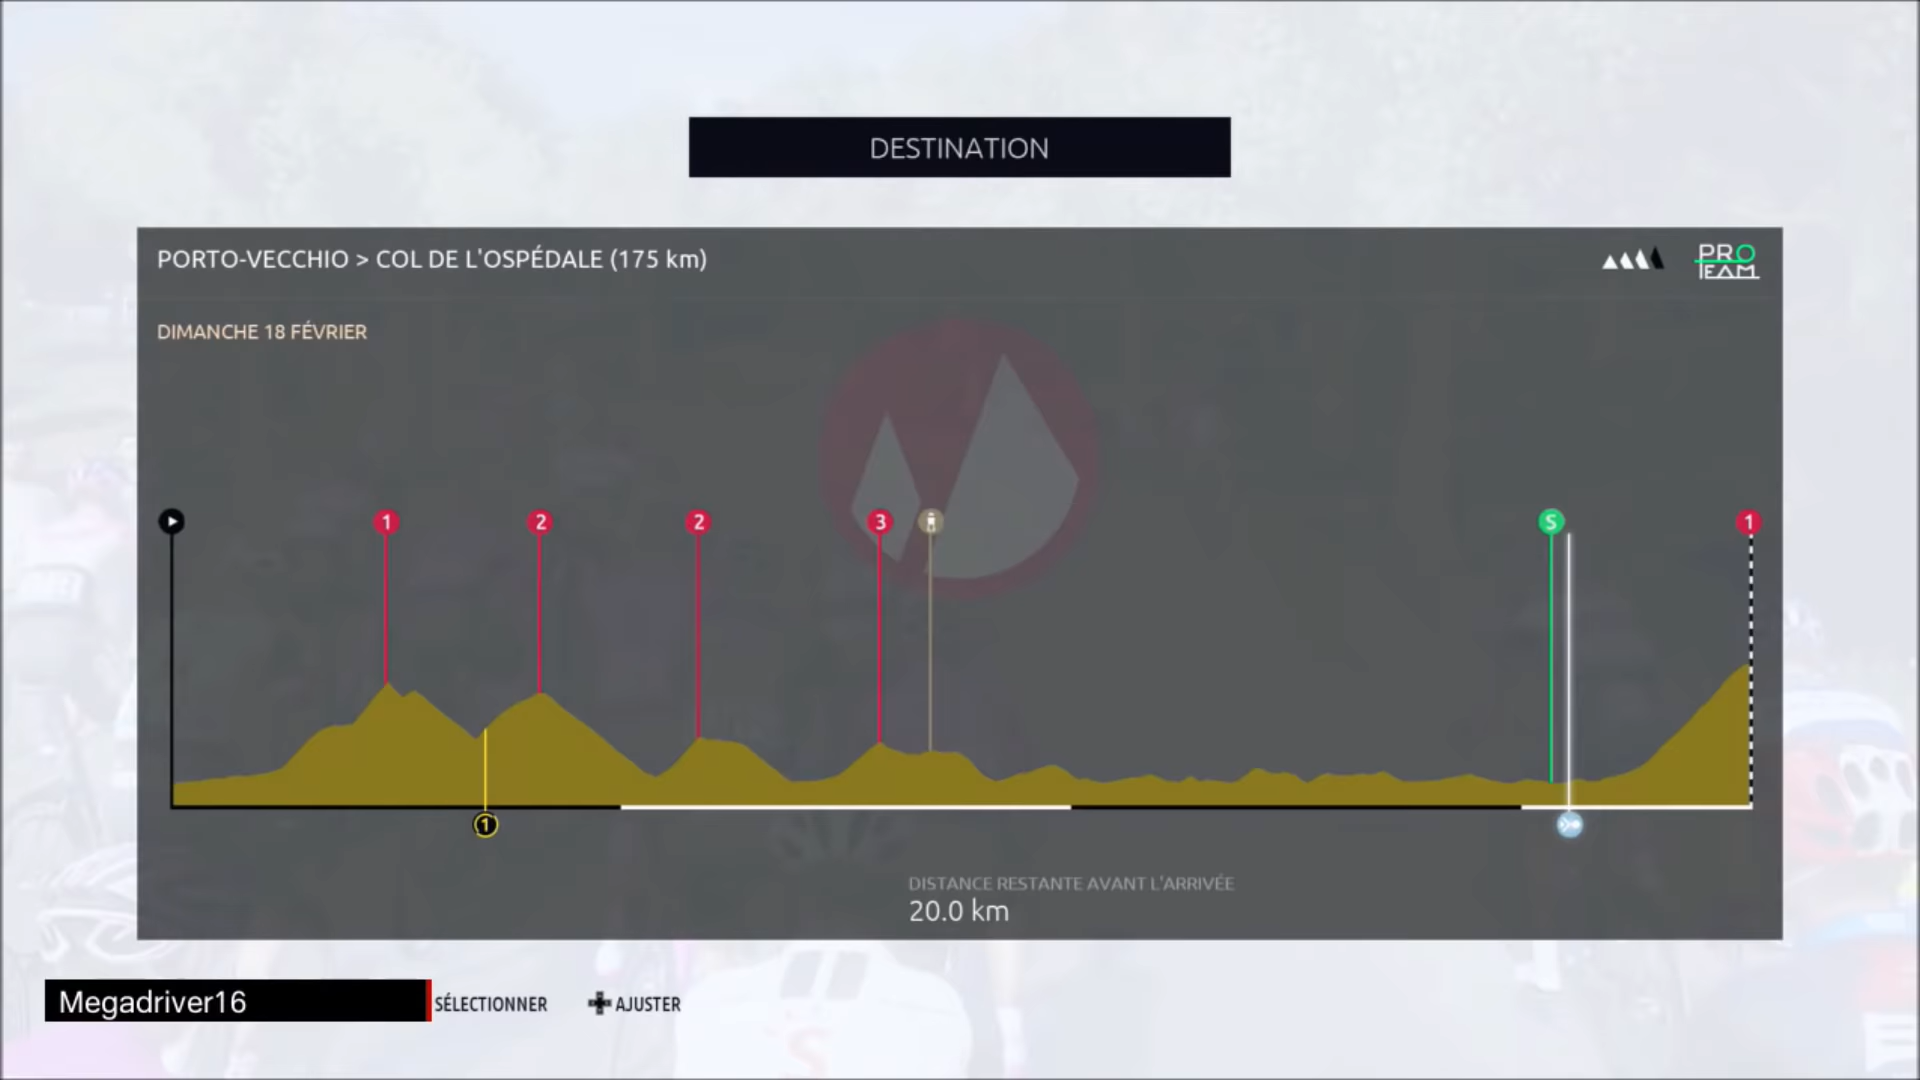 DESTINATION
PORTO-VECCHIO > COL DE L'OSPÉDALE (175 km)
PRO
TEAM
DIMANCHE 18 FÉVRIER
1
2
2
3
S
1
1
DISTANCE RESTANTE AVANT L'ARRIVÉE
20.0 km
Megadriver16
SÉLECTIONNER
AJUSTER